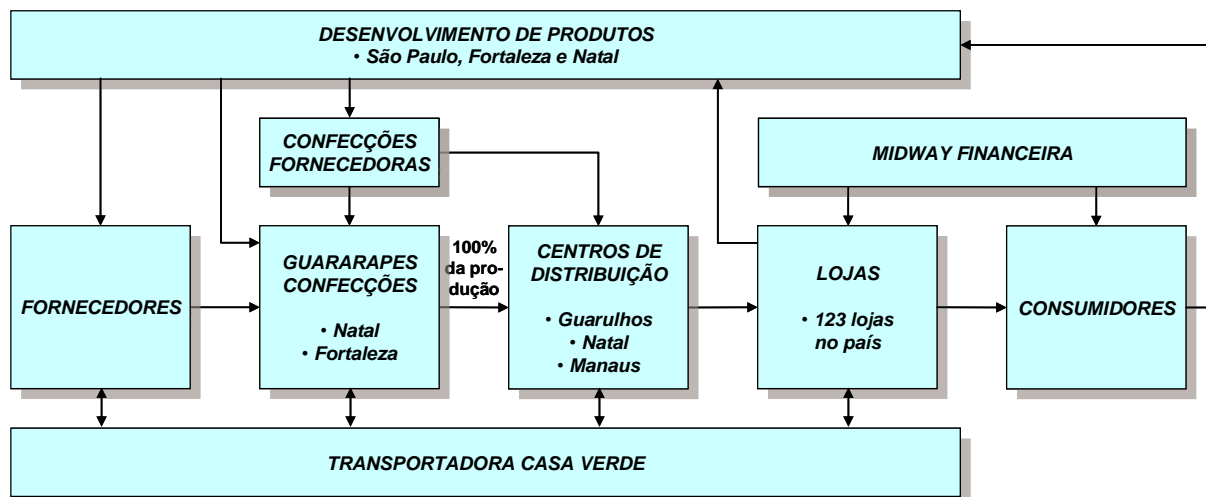 DESENVOLVIMENTO DE PRODUTOS
• São Paulo, Fortaleza e Natal
CONFECÇÕES
FORNECEDORAS
MIDWAY FINANCEIRA
FORNECEDORES
GUARARAPES
CONFECÇÕES
• Natal
• Fortaleza
100%
da pro-
dução
CENTROS DE
DISTRIBUIÇÃO
• Guarulhos
• Natal
• Manaus
LOJAS
• 123 lojas
no país
CONSUMIDORES
TRANSPORTADORA CASA VERDE